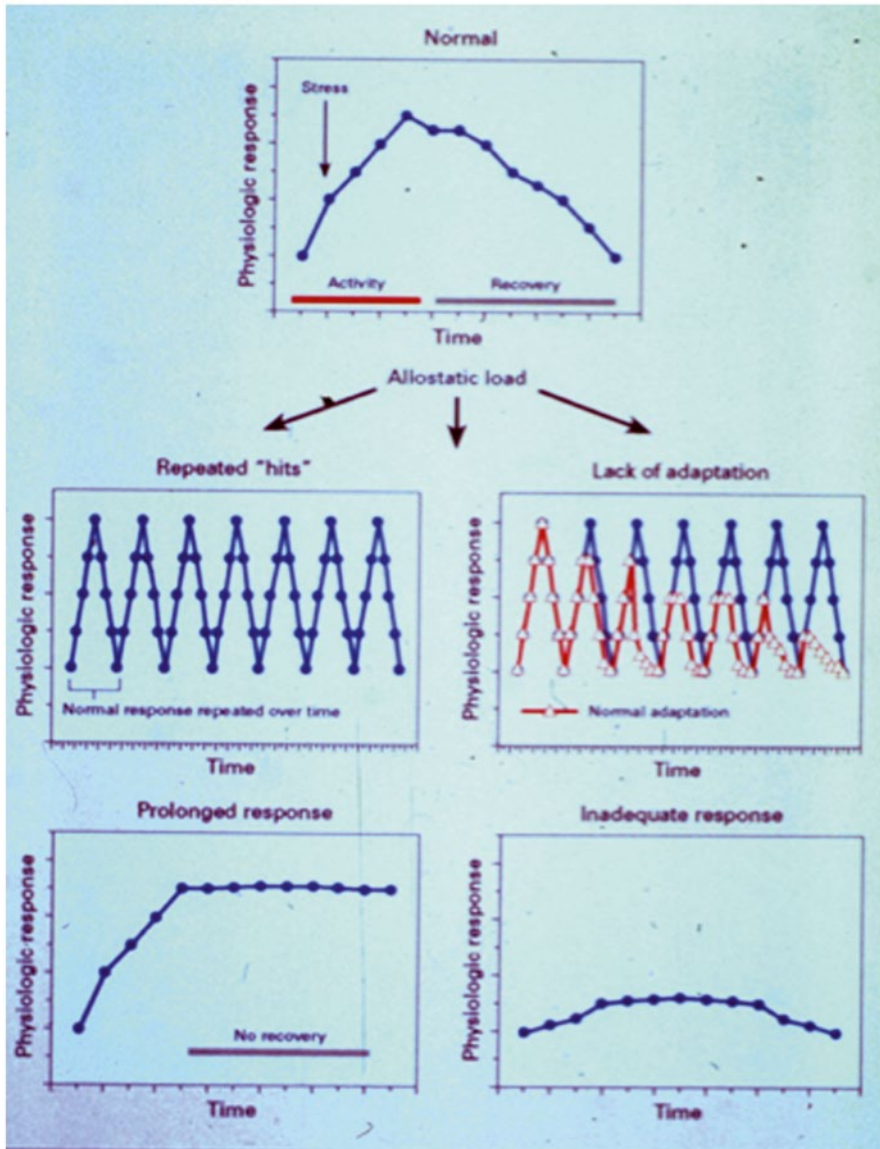 Normal
Stress
Physiologic response
Activity
Recovery
Time
Allostatic load
Repeated "hits"
Physiologic response
Normal response repeated over time
Time
Lack of adaptation
Physiologic response
Normal adaptation
Time
Prolonged response
Physiologic response
No recovery
Time
Inadequate response
Physiologic response
Time